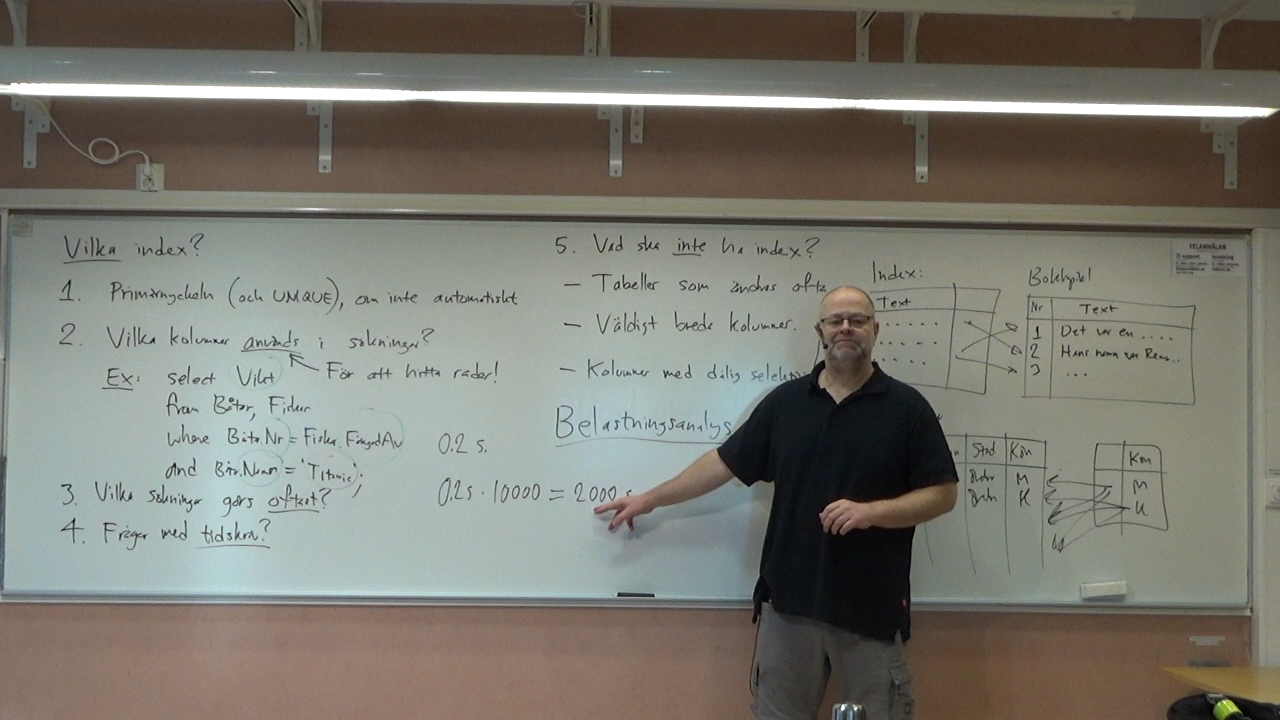 Vilka index?
1. Primärnyckeln (och UNIQUE), om inte automatiskt
2. Vilka kolumner används i sökningar?
Ex: select Vikt
För att hitta rader!
from Båtar, Fiskar
where Båtar.Nr = Fiskar.FångadAv
and Båt.Namn = 'Titanic';
3. Vilka sökningar görs oftast?
4. Frågor med tidskrav?
0.2 s.
0.2 s · 10000 = 2000 s
5. Vad ska inte ha index?
– Tabeller som ändras ofta
– Väldigt breda kolumner.
– Kolumner med dålig
Belastningsanalys
Index:
Text
Nr Text
1 Det var en ....
2 Hans namn var
3 ...
Stad Kön
M
K
Kön
M
K
FELANMÄLAN